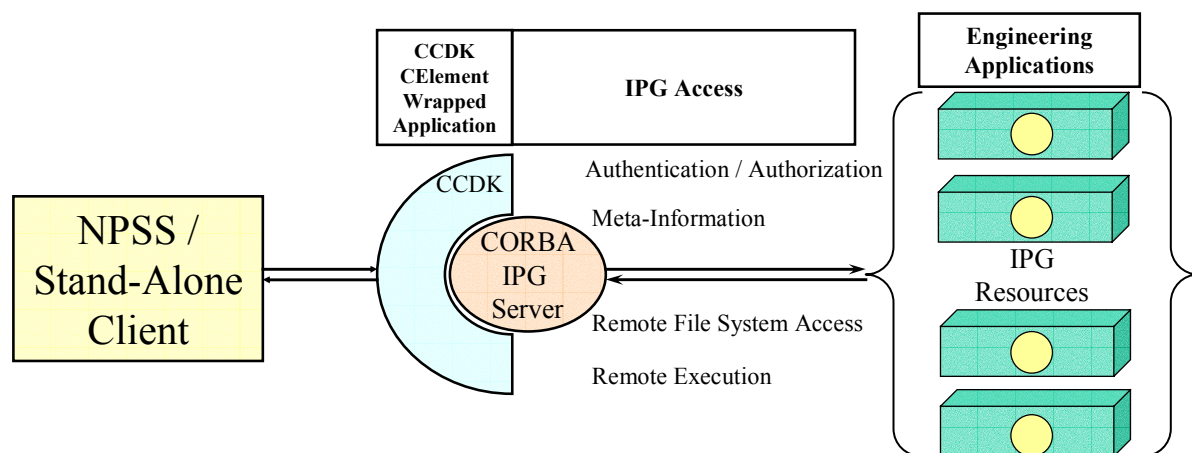 CCDK
CElement
Wrapped
Application
IPG Access
Engineering
Applications
NPSS /
Stand-Alone
Client
CCDK
CORBA
IPG
Server
Authentication / Authorization
Meta-Information
Remote File System Access
Remote Execution
IPG
Resources